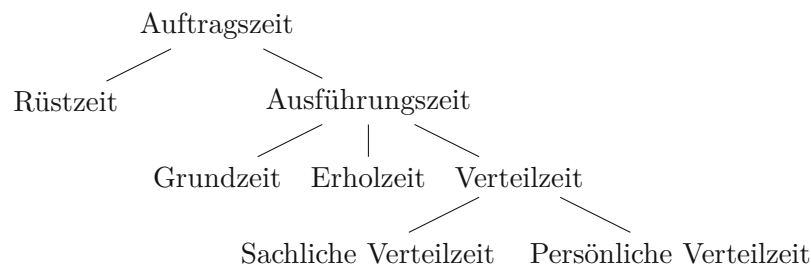 Auftragszeit
Rüstzeit Ausführungszeit
Grundzeit Erholzeit Verteilzeit
Sachliche Verteilzeit Persönliche Verteilzeit